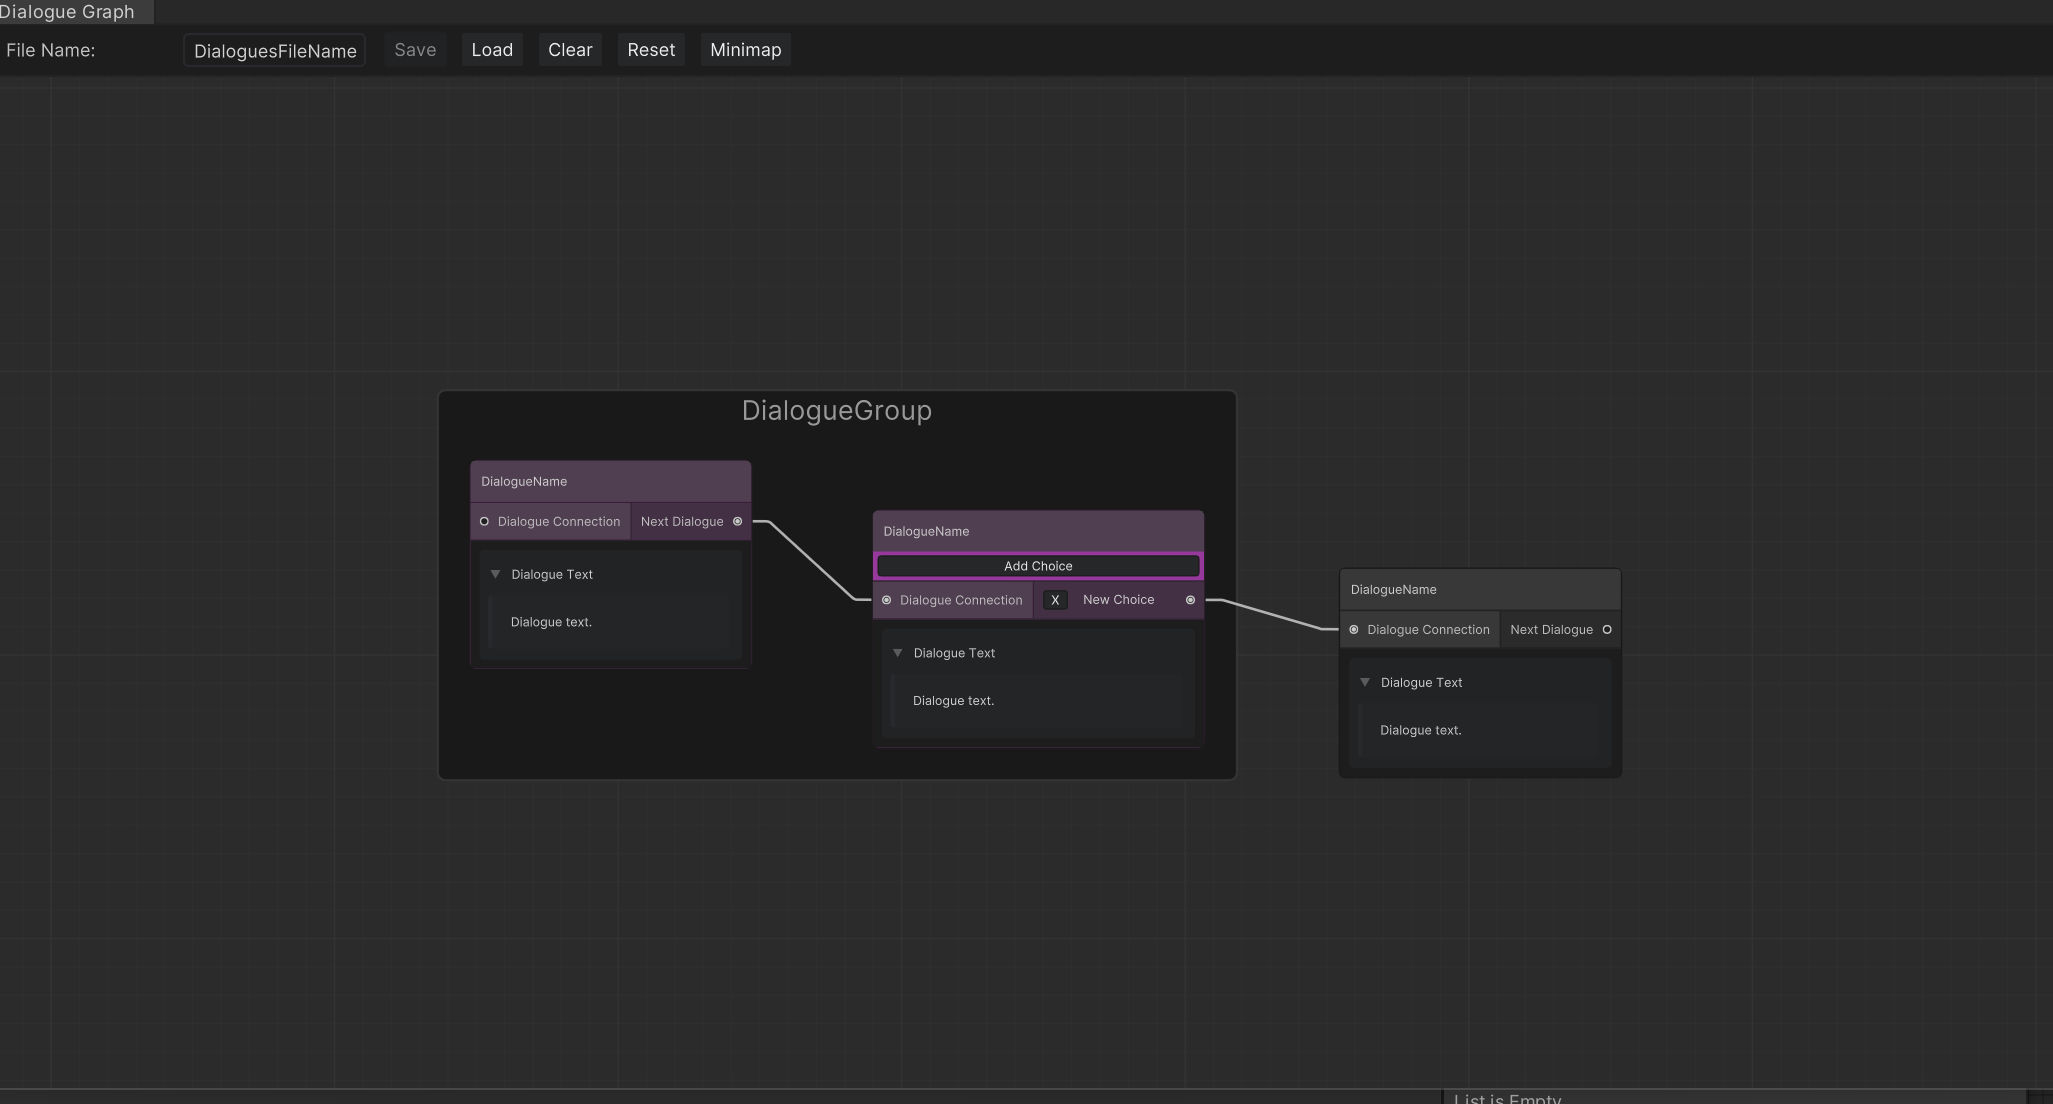 Dialogue Graph
File Name: DialoguesFileName Save Load Clear Reset Minimap
DialogueGroup
DialogueName
Dialogue Connection Next Dialogue
Dialogue Text
Dialogue text.
DialogueName
Add Choice
Dialogue Connection X New Choice
Dialogue Text
Dialogue text.
DialogueName
Dialogue Connection Next Dialogue
Dialogue Text
Dialogue text.
List is Empty